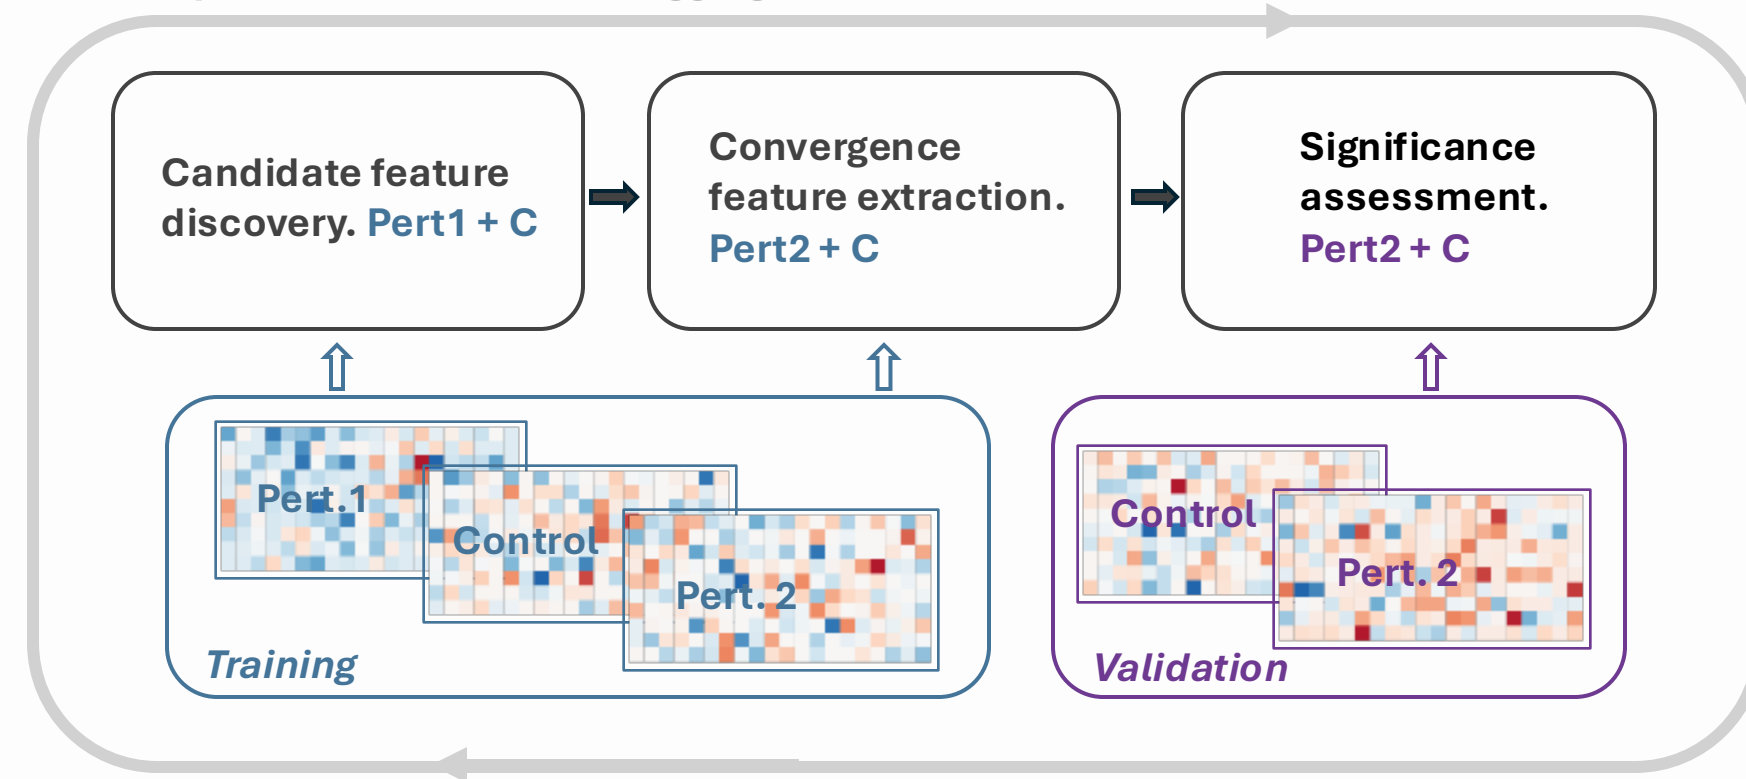 Candidate feature
discovery. Pert1 + C
Convergence
feature extraction.
Pert2 + C
Significance
assessment.
Pert2 + C
Pert.1
Control
Pert. 2
Training
Control
Pert. 2
Validation